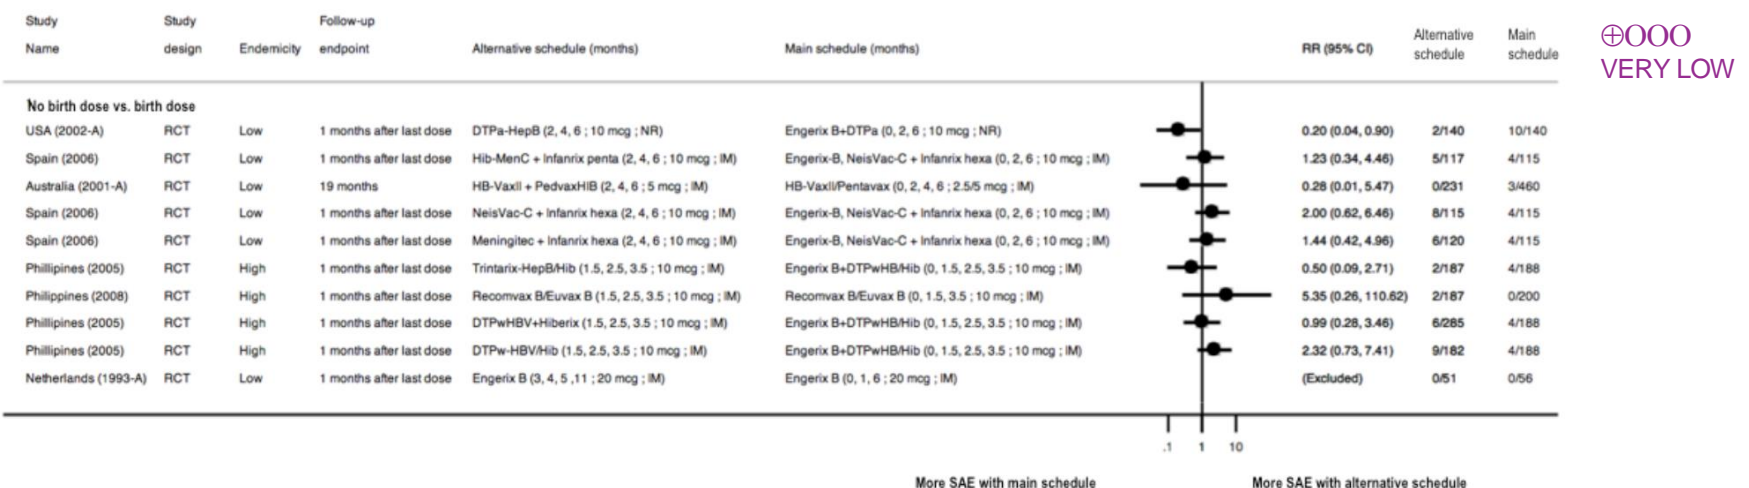 Study Study Follow-up
Name design Endemicity endpoint Alternative schedule (months) Main schedule (months) RR (95% CI) Alternative schedule Main schedule
⊕OOO
VERY LOW
No birth dose vs. birth dose
USA (2002-A) RCT Low 1 months after last dose DTPa-HepB (2, 4, 6 ; 10 mcg ; NR) Engerix B+DTPa (0, 2, 6 ; 10 mcg ; NR) 0.20 (0.04, 0.90) 2/140 10/140
Spain (2006) RCT Low 1 months after last dose Hib-MenC + Infanrix penta (2, 4, 6 ; 10 mcg ; IM) Engerix-B, NeisVac-C + Infanrix hexa (0, 2, 6 ; 10 mcg ; IM) 1.23 (0.34, 4.46) 5/117 4/115
Australia (2001-A) RCT Low 19 months HB-VaxII + PedvaxHIB (2, 4, 6 ; 5 mcg ; IM) HB-VaxII/Pentavax (0, 2, 4, 6 ; 2.5/5 mcg ; IM) 0.28 (0.01, 5.47) 0/231 3/460
Spain (2006) RCT Low 1 months after last dose NeisVac-C + Infanrix hexa (2, 4, 6 ; 10 mcg ; IM) Engerix-B, NeisVac-C + Infanrix hexa (0, 2, 6 ; 10 mcg ; IM) 2.00 (0.62, 6.46) 8/115 4/115
Spain (2006) RCT Low 1 months after last dose Meningitec + Infanrix hexa (2, 4, 6 ; 10 mcg ; IM) Engerix-B, NeisVac-C + Infanrix hexa (0, 2, 6 ; 10 mcg ; IM) 1.44 (0.42, 4.96) 6/120 4/115
Phillipines (2005) RCT High 1 months after last dose Trintarix-HepB/Hib (1.5, 2.5, 3.5 ; 10 mcg ; IM) Engerix B+DTPwHB/Hib (0, 1.5, 2.5, 3.5 ; 10 mcg ; IM) 0.50 (0.09, 2.71) 2/187 4/188
Philippines (2008) RCT High 1 months after last dose Recomvax B/Euvax B (1.5, 2.5, 3.5 ; 10 mcg ; IM) Recomvax B/Euvax B (0, 1.5, 3.5 ; 10 mcg ; IM) 5.35 (0.26, 110.62) 2/187 0/200
Phillipines (2005) RCT High 1 months after last dose DTPwHBV+Hiberix (1.5, 2.5, 3.5 ; 10 mcg ; IM) Engerix B+DTPwHB/Hib (0, 1.5, 2.5, 3.5 ; 10 mcg ; IM) 0.99 (0.28, 3.46) 6/285 4/188
Phillipines (2005) RCT High 1 months after last dose DTPw-HBV/Hib (1.5, 2.5, 3.5 ; 10 mcg ; IM) Engerix B+DTPwHB/Hib (0, 1.5, 2.5, 3.5 ; 10 mcg ; IM) 2.32 (0.73, 7.41) 9/182 4/188
Netherlands (1993-A) RCT Low 1 months after last dose Engerix B (3, 4, 5 ,11 ; 20 mcg ; IM) Engerix B (0, 1, 6 ; 20 mcg ; IM) (Excluded) 0/51 0/56
.1 1 10
More SAE with main schedule More SAE with alternative schedule